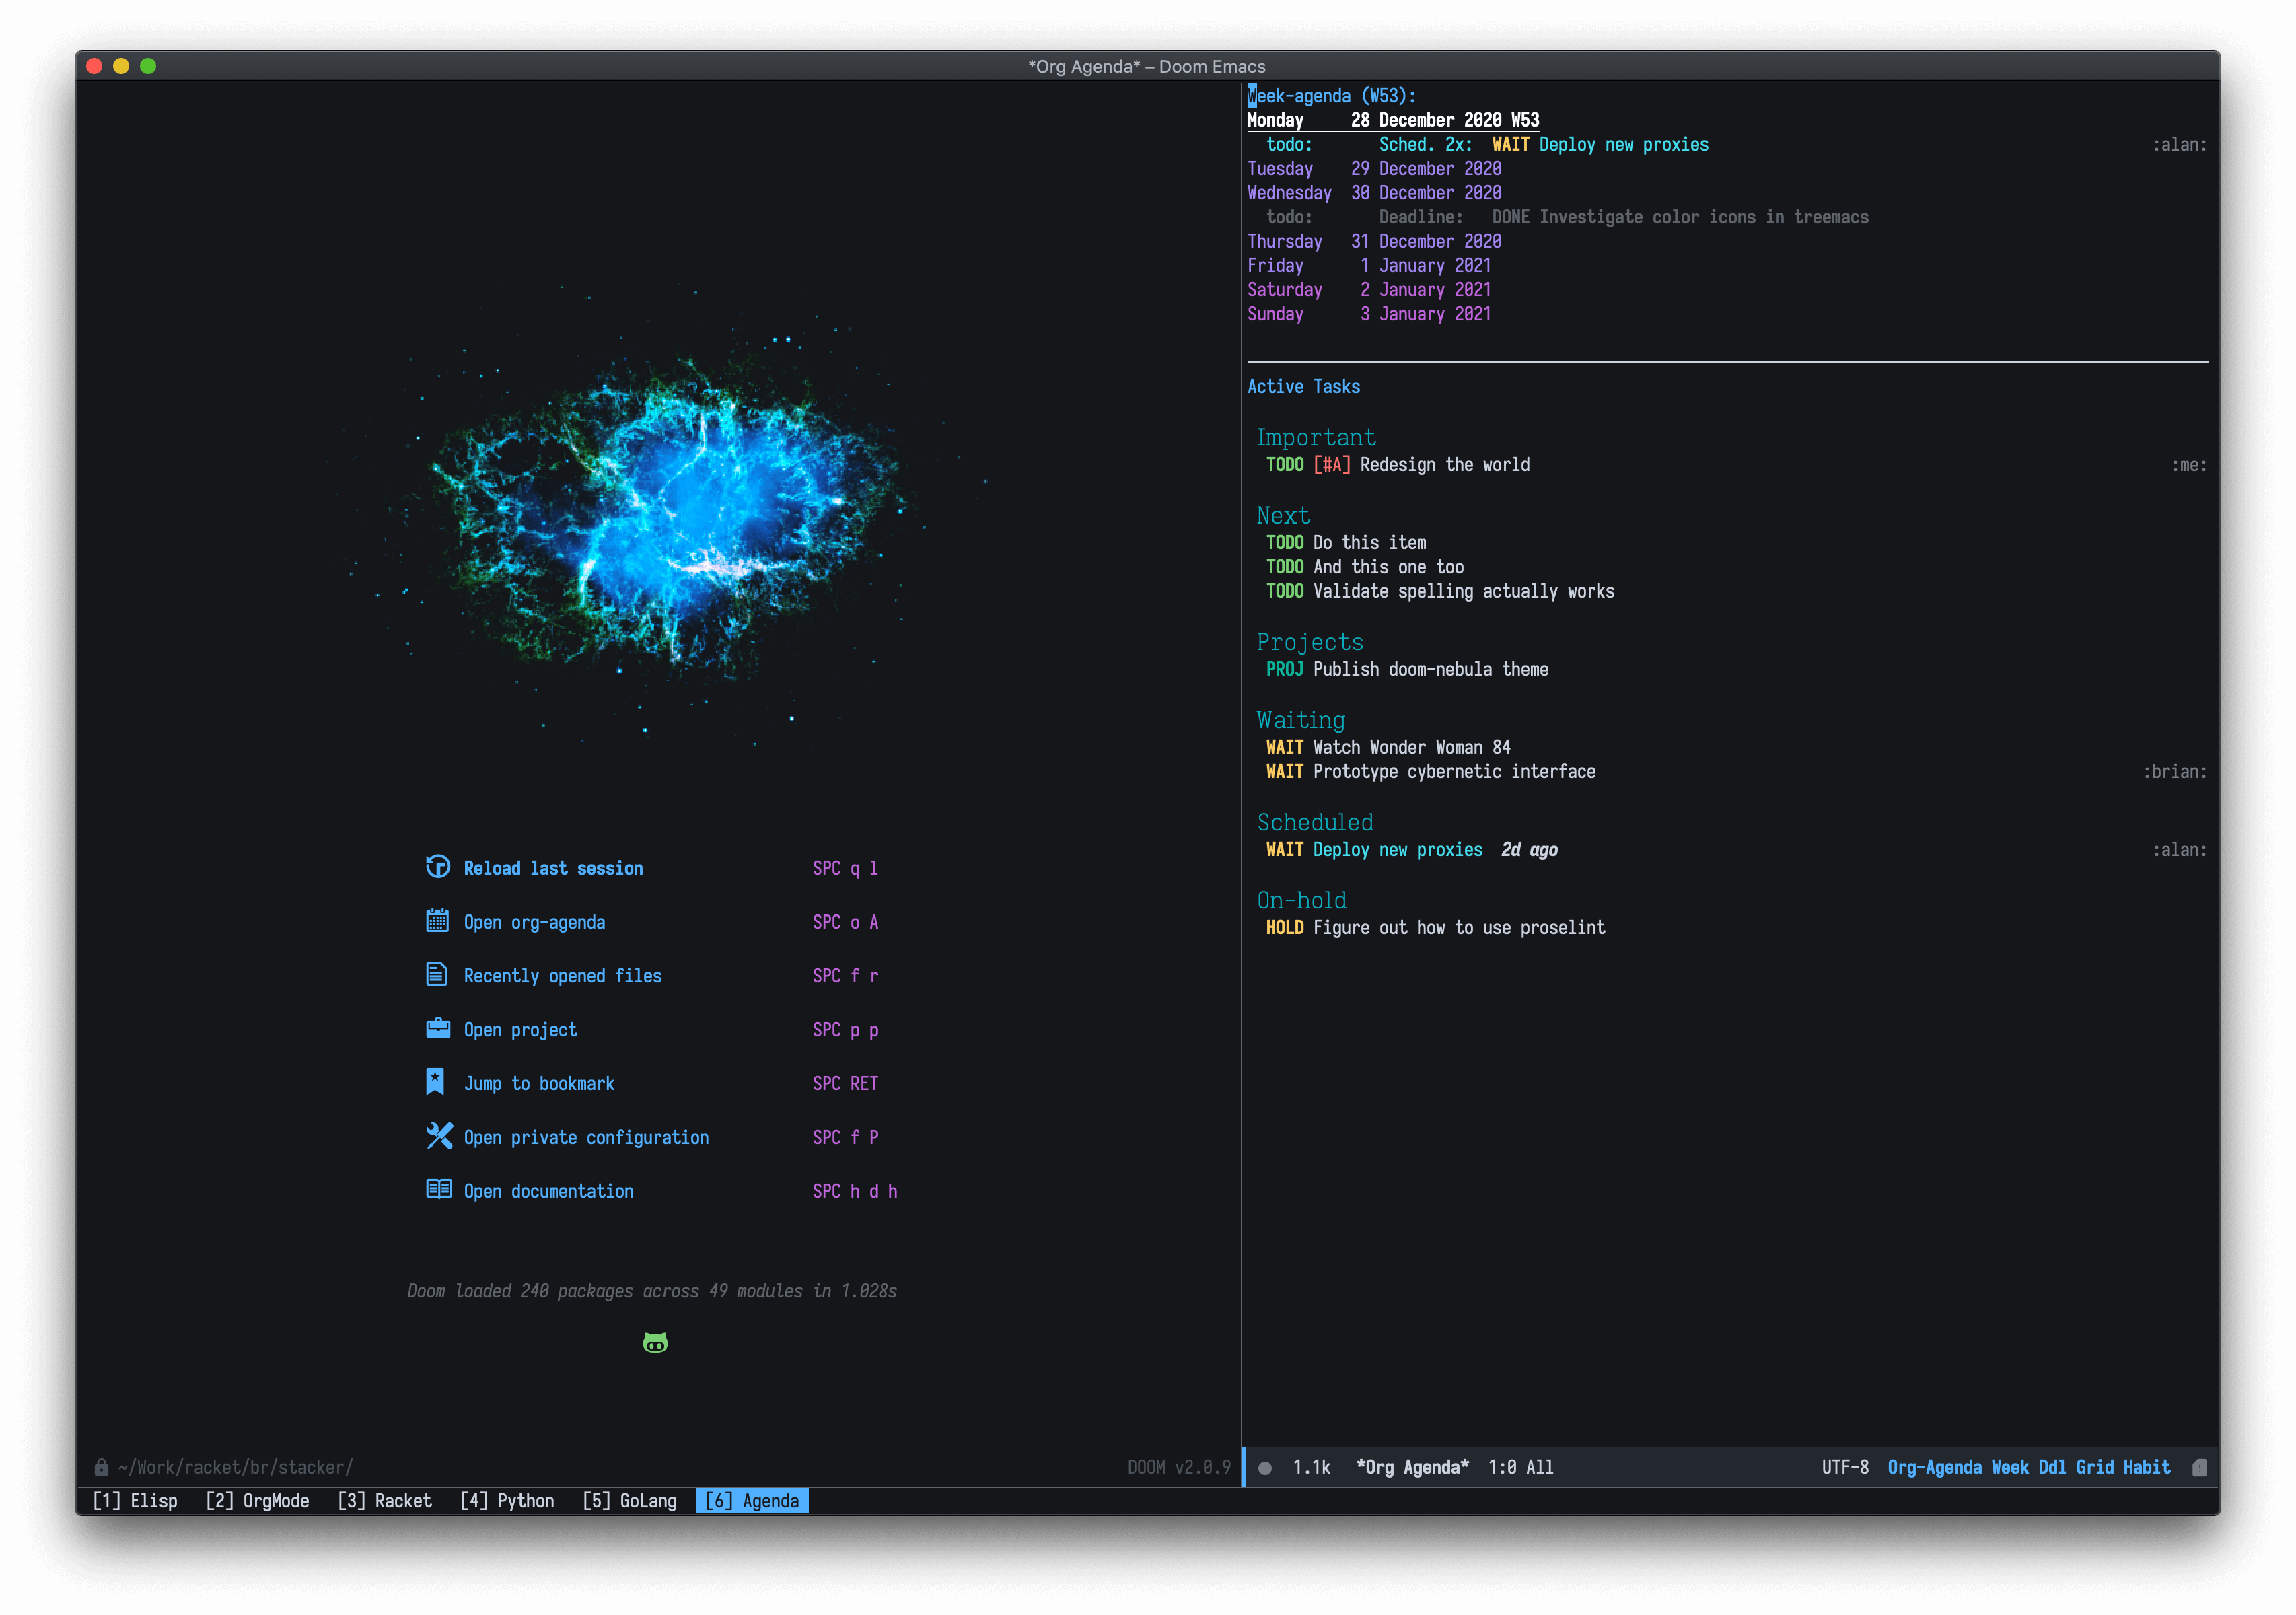 *Org Agenda* – Doom Emacs
Reload last session SPC q l
Open org-agenda SPC o A
Recently opened files SPC f r
Open project SPC p p
Jump to bookmark SPC RET
Open private configuration SPC f P
Open documentation SPC h d h
Doom loaded 240 packages across 49 modules in 1.028s
~/Work/racket/br/stacker/ DOOM v2.0.9
Week-agenda (W53):
Monday 28 December 2020 W53
todo: Sched. 2x: WAIT Deploy new proxies :alan:
Tuesday 29 December 2020
Wednesday 30 December 2020
todo: Deadline: DONE Investigate color icons in treemacs
Thursday 31 December 2020
Friday 1 January 2021
Saturday 2 January 2021
Sunday 3 January 2021
Active Tasks
Important
TODO [#A] Redesign the world :me:
Next
TODO Do this item
TODO And this one too
TODO Validate spelling actually works
Projects
PROJ Publish doom-nebula theme
Waiting
WAIT Watch Wonder Woman 84
WAIT Prototype cybernetic interface :brian:
Scheduled
WAIT Deploy new proxies 2d ago :alan:
On-hold
HOLD Figure out how to use proselint
1.1k *Org Agenda* 1:0 All UTF-8 Org-Agenda Week Ddl Grid Habit
[1] Elisp [2] OrgMode [3] Racket [4] Python [5] GoLang [6] Agenda